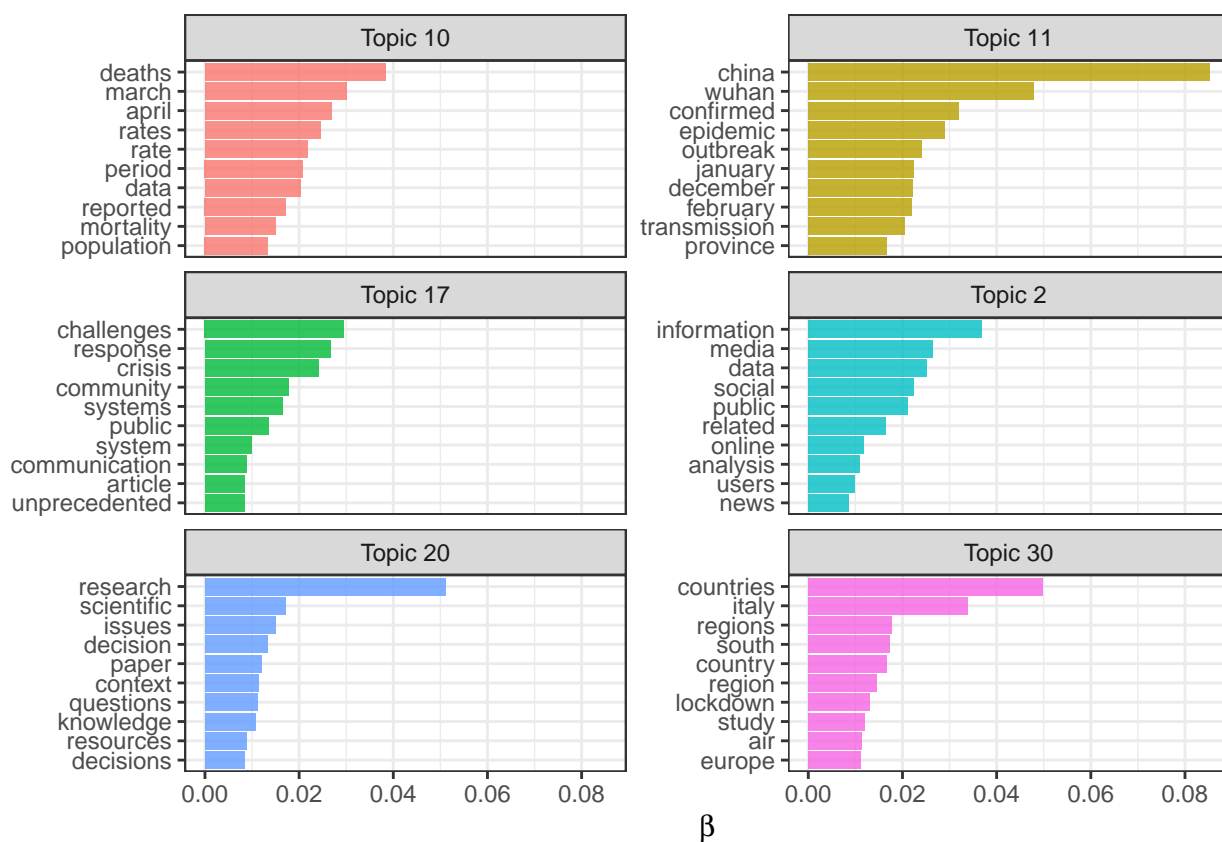 Topic 10
deaths
march
april
rates
rate
period
data
reported
mortality
population
Topic 11
china
wuhan
confirmed
epidemic
outbreak
january
december
february
transmission
province
Topic 17
challenges
response
crisis
community
systems
public
system
communication
article
unprecedented
Topic 2
information
media
data
social
public
related
online
analysis
users
news
Topic 20
research
scientific
issues
decision
paper
context
questions
knowledge
resources
decisions
0.00 0.02 0.04 0.06 0.08
Topic 30
countries
italy
regions
south
country
region
lockdown
study
air
europe
0.00 0.02 0.04 0.06 0.08
β